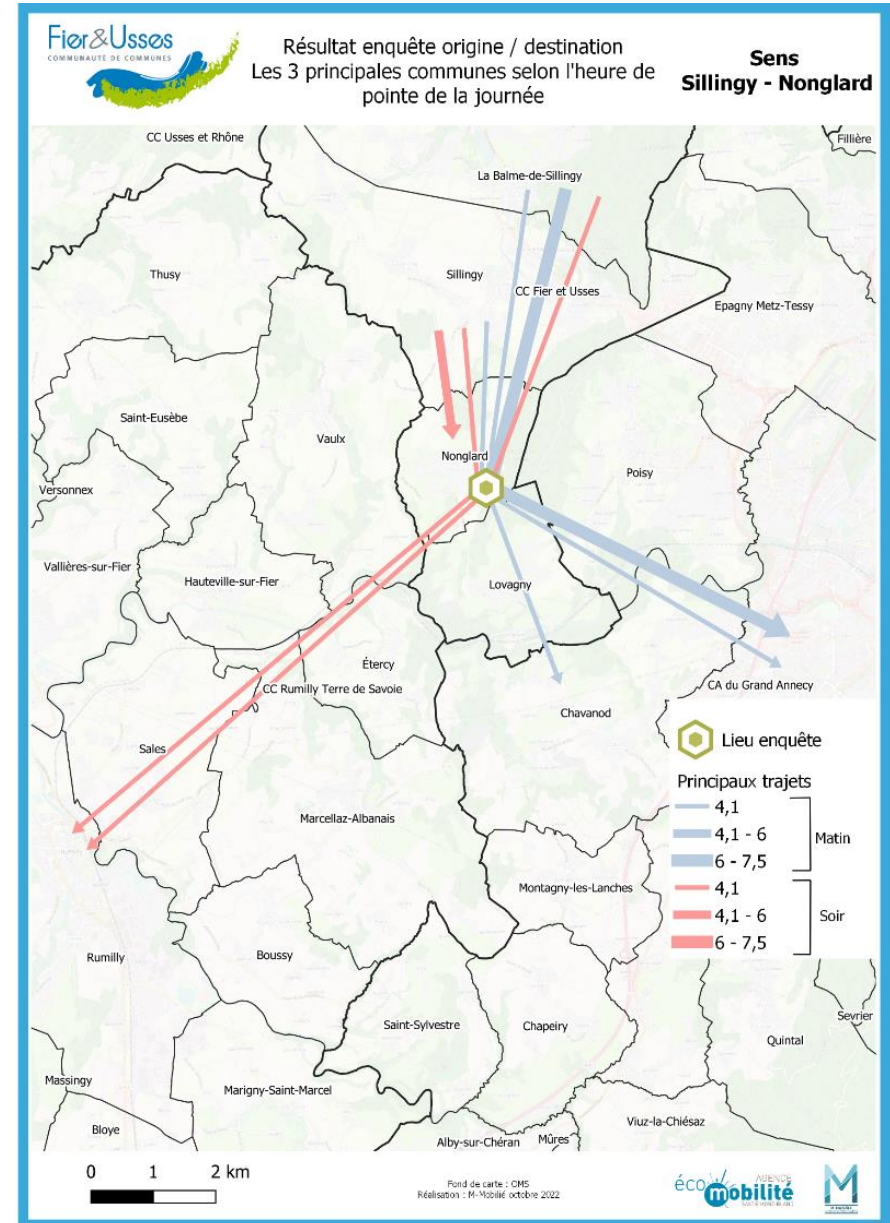 Fier&Usses
COMMUNAUTÉ DE COMMUNES
Résultat enquête origine / destination
Les 3 principales communes selon l'heure de
pointe de la journée
Sens
Sillingy - Nonglard
CC Usses et Rhône
Fillière
La Balme-de-Sillingy
Thusy
Sillingy
CC Fier et Usses
Epagny Metz-Tessy
Saint-Eusèbe
Vaulx
Nonglard
Poisy
Versonnex
Vallières-sur-Fier
Hauteville-sur-Fier
Lovagny
Étercy
CC Rumilly Terre de Savoie
CA du Grand Annecy
Chavanod
Sales
Marcellaz-Albanais
Montagny-les-Lanches
Rumilly
Boussy
Saint-Sylvestre
Chapeiry
Sevrier
Quintal
Massingy
Marigny-Saint-Marcel
Viuz-la-Chiésaz
Bloye
Alby-sur-Chéran
Mûres
Lieu enquête
Principaux trajets
4,1
4,1 - 6
6 - 7,5
Matin
4,1
4,1 - 6
6 - 7,5
Soir
0 1 2 km
Fond de carte : OMS
Réalisation : M-Mobilié octobre 2022
AGENCE
écomobilité